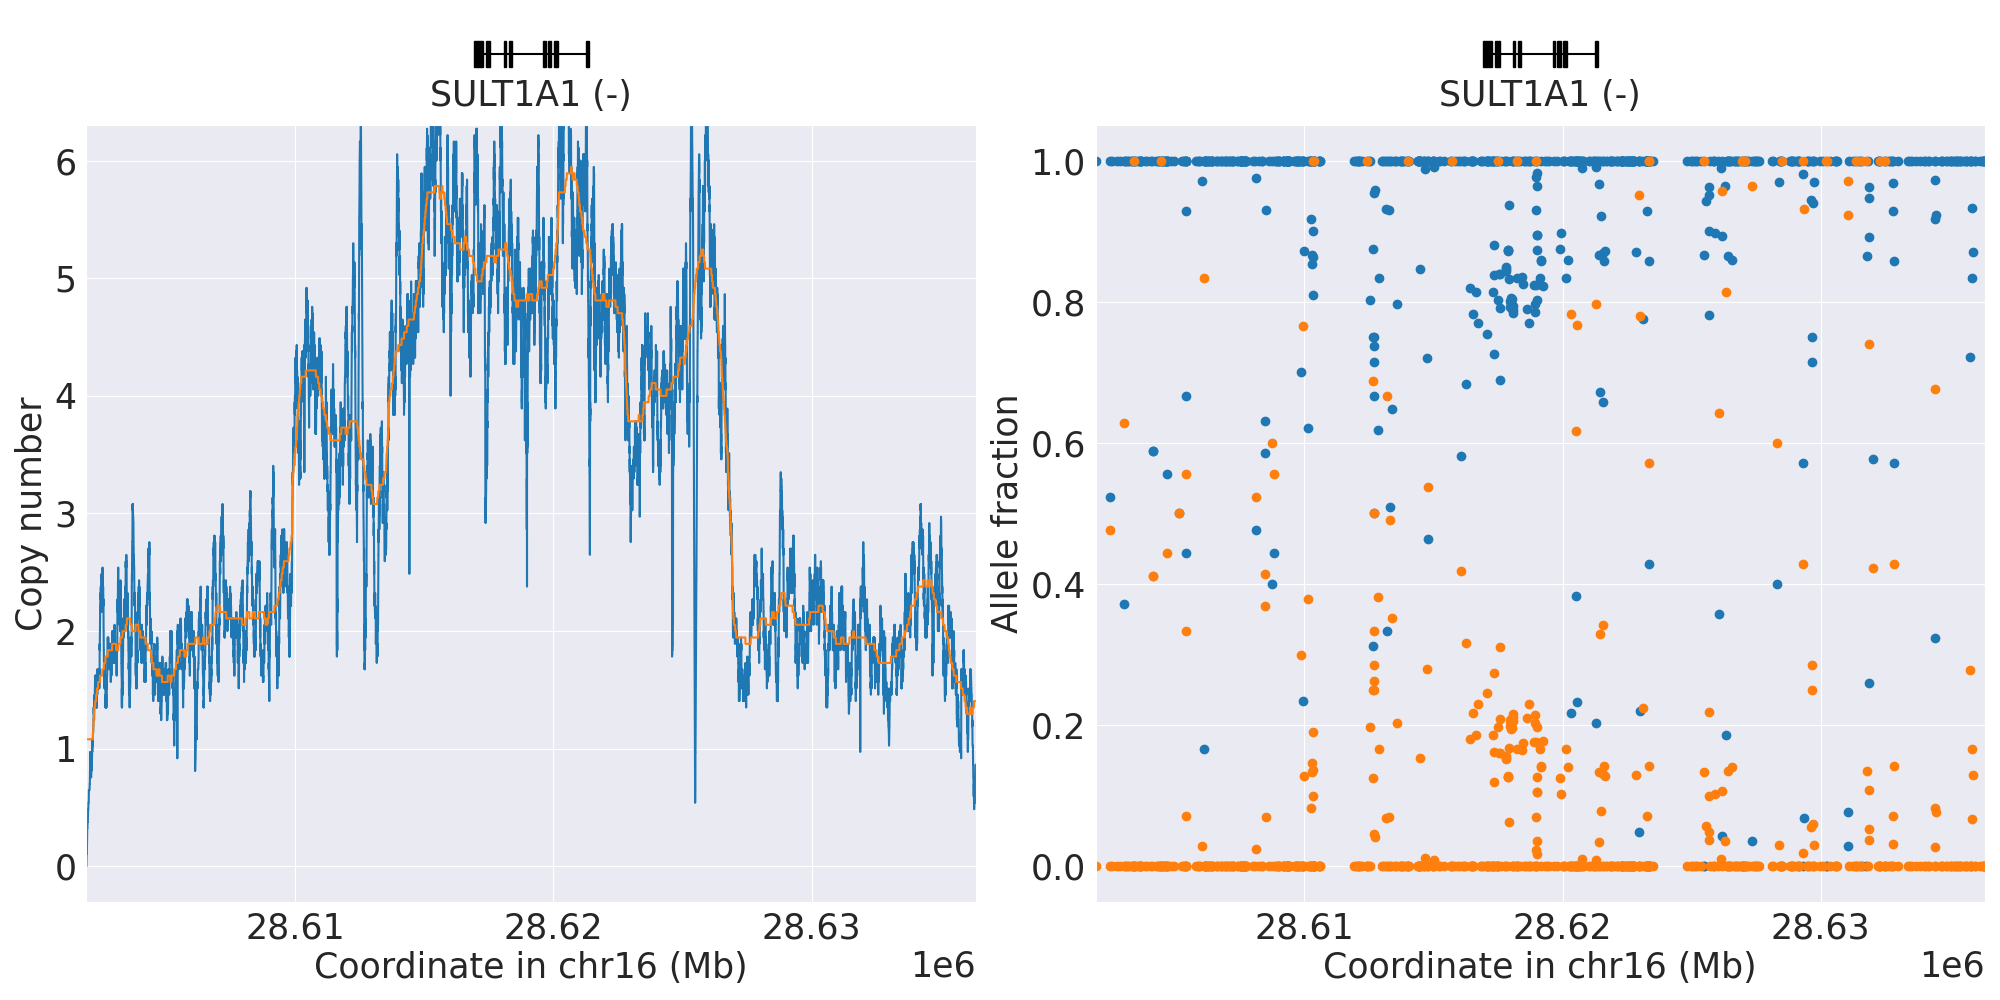 SULT1A1 (-)
Copy number
6
5
4
3
2
1
0
28.61
28.62
28.63
Coordinate in chr16 (Mb)
1e6
SULT1A1 (-)
Allele fraction
1.0
0.8
0.6
0.4
0.2
0.0
28.61
28.62
28.63
Coordinate in chr16 (Mb)
1e6